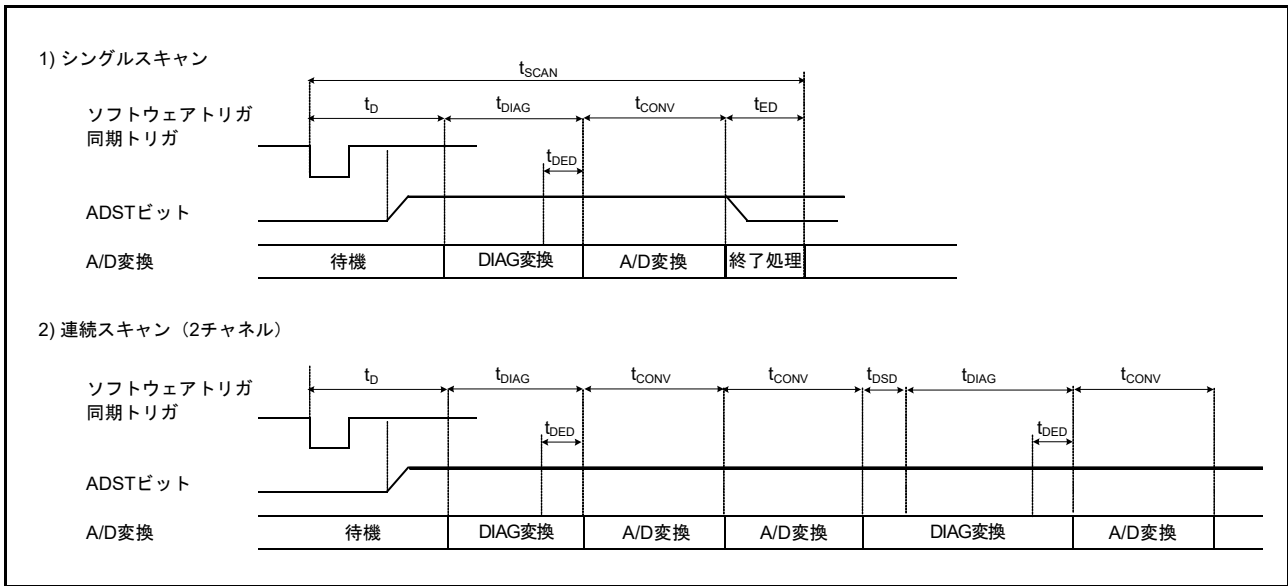 1) シングルスキャン
tSCAN
ソフトウェアトリガ
同期トリガ
tD tDIAG tCONV tED
tDED
ADSTビット
A/D変換 待機 DIAG変換 A/D変換 終了処理
2) 連続スキャン（2チャネル）
ソフトウェアトリガ
同期トリガ
tD tDIAG tCONV tCONV tDSD tDIAG tCONV
tDED tDED
ADSTビット
A/D変換 待機 DIAG変換 A/D変換 A/D変換 DIAG変換 A/D変換